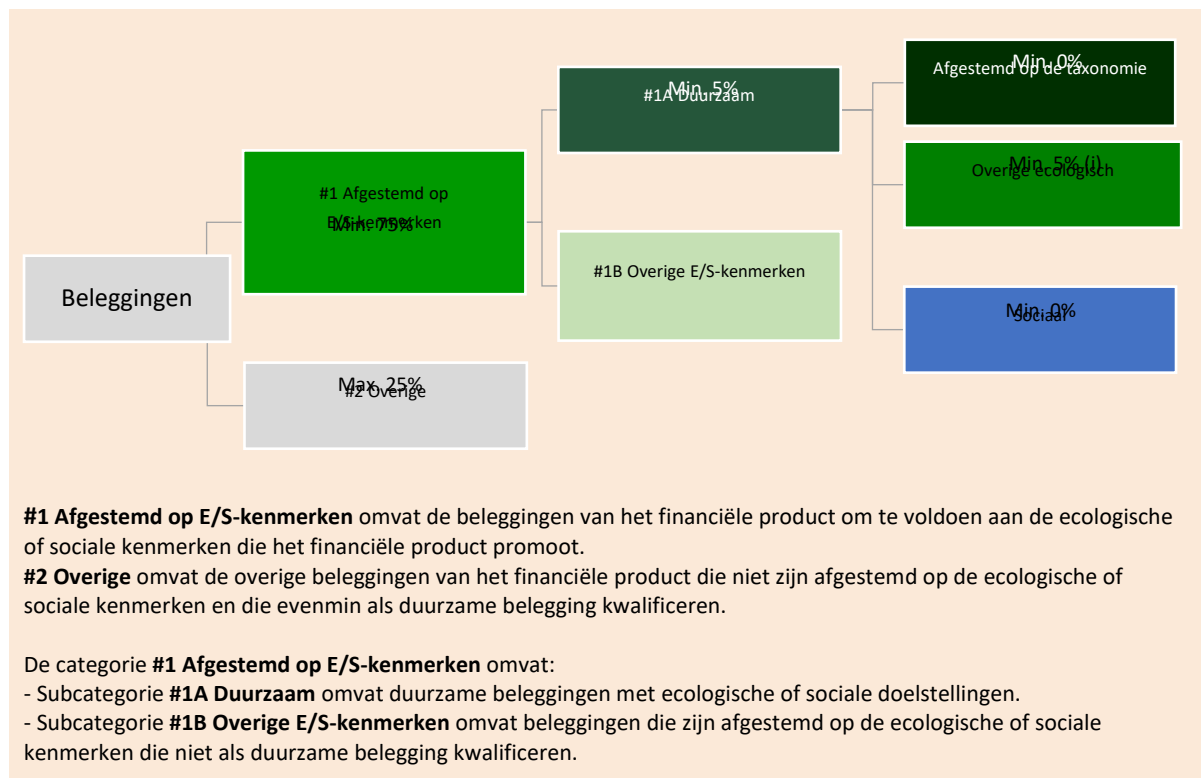 Beleggingen
#1 Afgestemd op
E/S-kenmerken
Min. 75%
Max. 25%
#2 Overige
Min. 5%
#1A Duurzaam
#1B Overige E/S-kenmerken
Min. 0%
Afgestemd op de taxonomie
Min. 5% (i)
Overige ecologisch
Min. 0%
Sociaal
#1 Afgestemd op E/S-kenmerken omvat de beleggingen van het financiële product om te voldoen aan de ecologische
of sociale kenmerken die het financiële product promoot.
#2 Overige omvat de overige beleggingen van het financiële product die niet zijn afgestemd op de ecologische of
sociale kenmerken en die evenmin als duurzame belegging kwalificeren.
De categorie #1 Afgestemd op E/S-kenmerken omvat:
- Subcategorie #1A Duurzaam omvat duurzame beleggingen met ecologische of sociale doelstellingen.
- Subcategorie #1B Overige E/S-kenmerken omvat beleggingen die zijn afgestemd op de ecologische of sociale
kenmerken die niet als duurzame belegging kwalificeren.